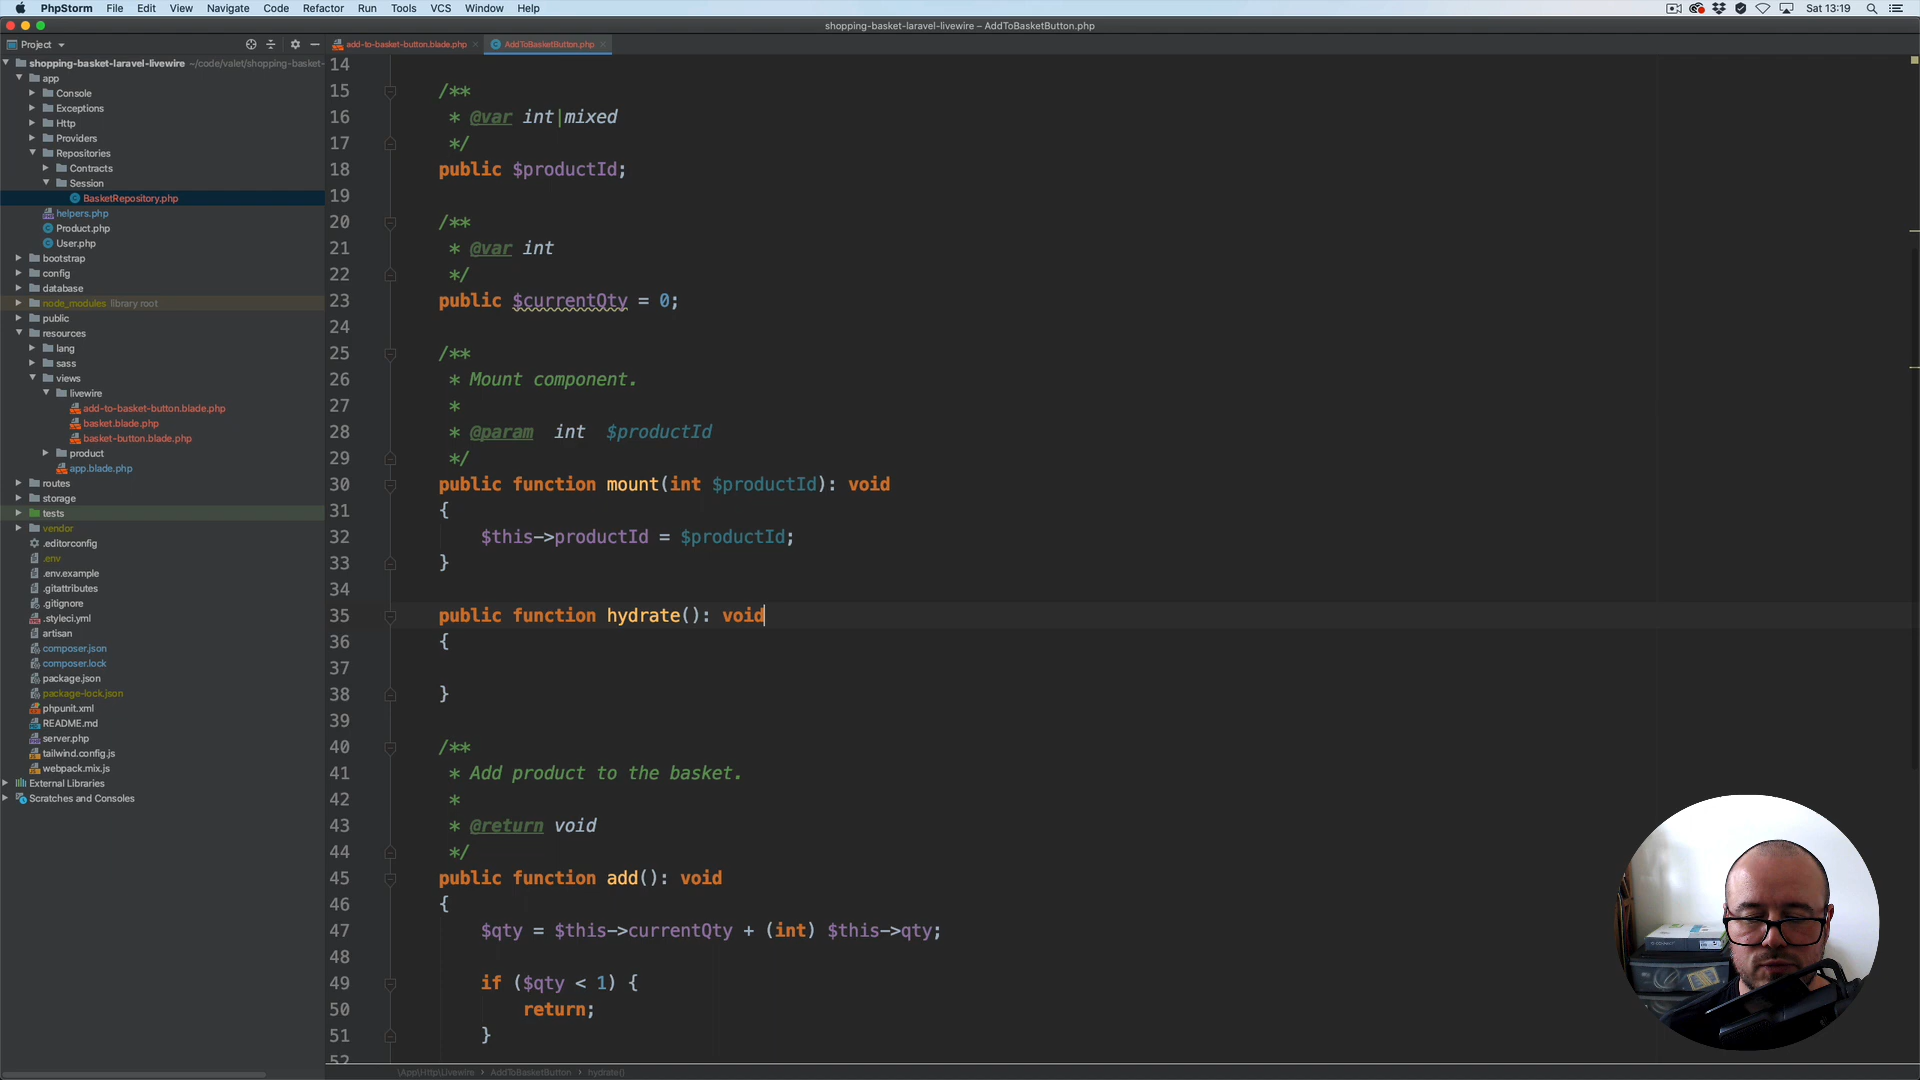 PhpStorm File Edit View Navigate Code Refactor Run Tools VCS Window Help Sat 13:19
shopping-basket-laravel-livewire – AddToBasketButton.php
Project
add-to-basket-button.blade.php
AddToBasketButton.php
shopping-basket-laravel-livewire ~/code/valet/shopping-basket-
app
Console
Exceptions
Http
Providers
Repositories
Contracts
Session
BasketRepository.php
helpers.php
Product.php
User.php
bootstrap
config
database
node_modules library root
public
resources
lang
sass
views
livewire
add-to-basket-button.blade.php
basket.blade.php
basket-button.blade.php
product
app.blade.php
routes
storage
tests
vendor
.editorconfig
.env
.env.example
.gitattributes
.gitignore
.styleci.yml
artisan
composer.json
composer.lock
package.json
package-lock.json
phpunit.xml
README.md
server.php
tailwind.config.js
webpack.mix.js
External Libraries
Scratches and Consoles
14
15 /**
16 * @var int|mixed
17 */
18 public $productId;
19
20 /**
21 * @var int
22 */
23 public $currentQty = 0;
24
25 /**
26 * Mount component.
27 *
28 * @param int $productId
29 */
30 public function mount(int $productId): void
31 {
32 $this->productId = $productId;
33 }
34
35 public function hydrate(): void
36 {
37
38 }
39
40 /**
41 * Add product to the basket.
42 *
43 * @return void
44 */
45 public function add(): void
46 {
47 $qty = $this->currentQty + (int) $this->qty;
48
49 if ($qty < 1) {
50 return;
51 }
52
\App\Http\Livewire › AddToBasketButton › hydrate()